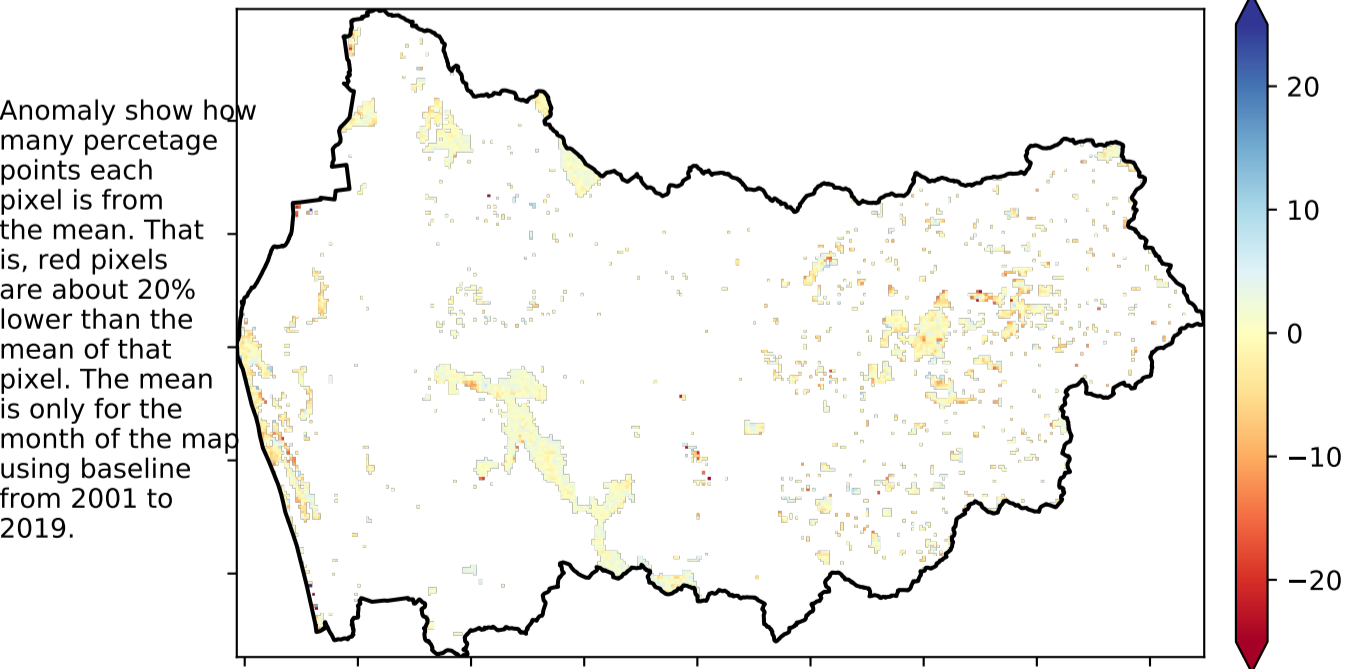 Anomaly show how
many percetage
points each
pixel is from
the mean. That
is, red pixels
are about 20%
lower than the
mean of that
pixel. The mean
is only for the
month of the map
using baseline
from 2001 to
2019.
20
10
0
−10
−20